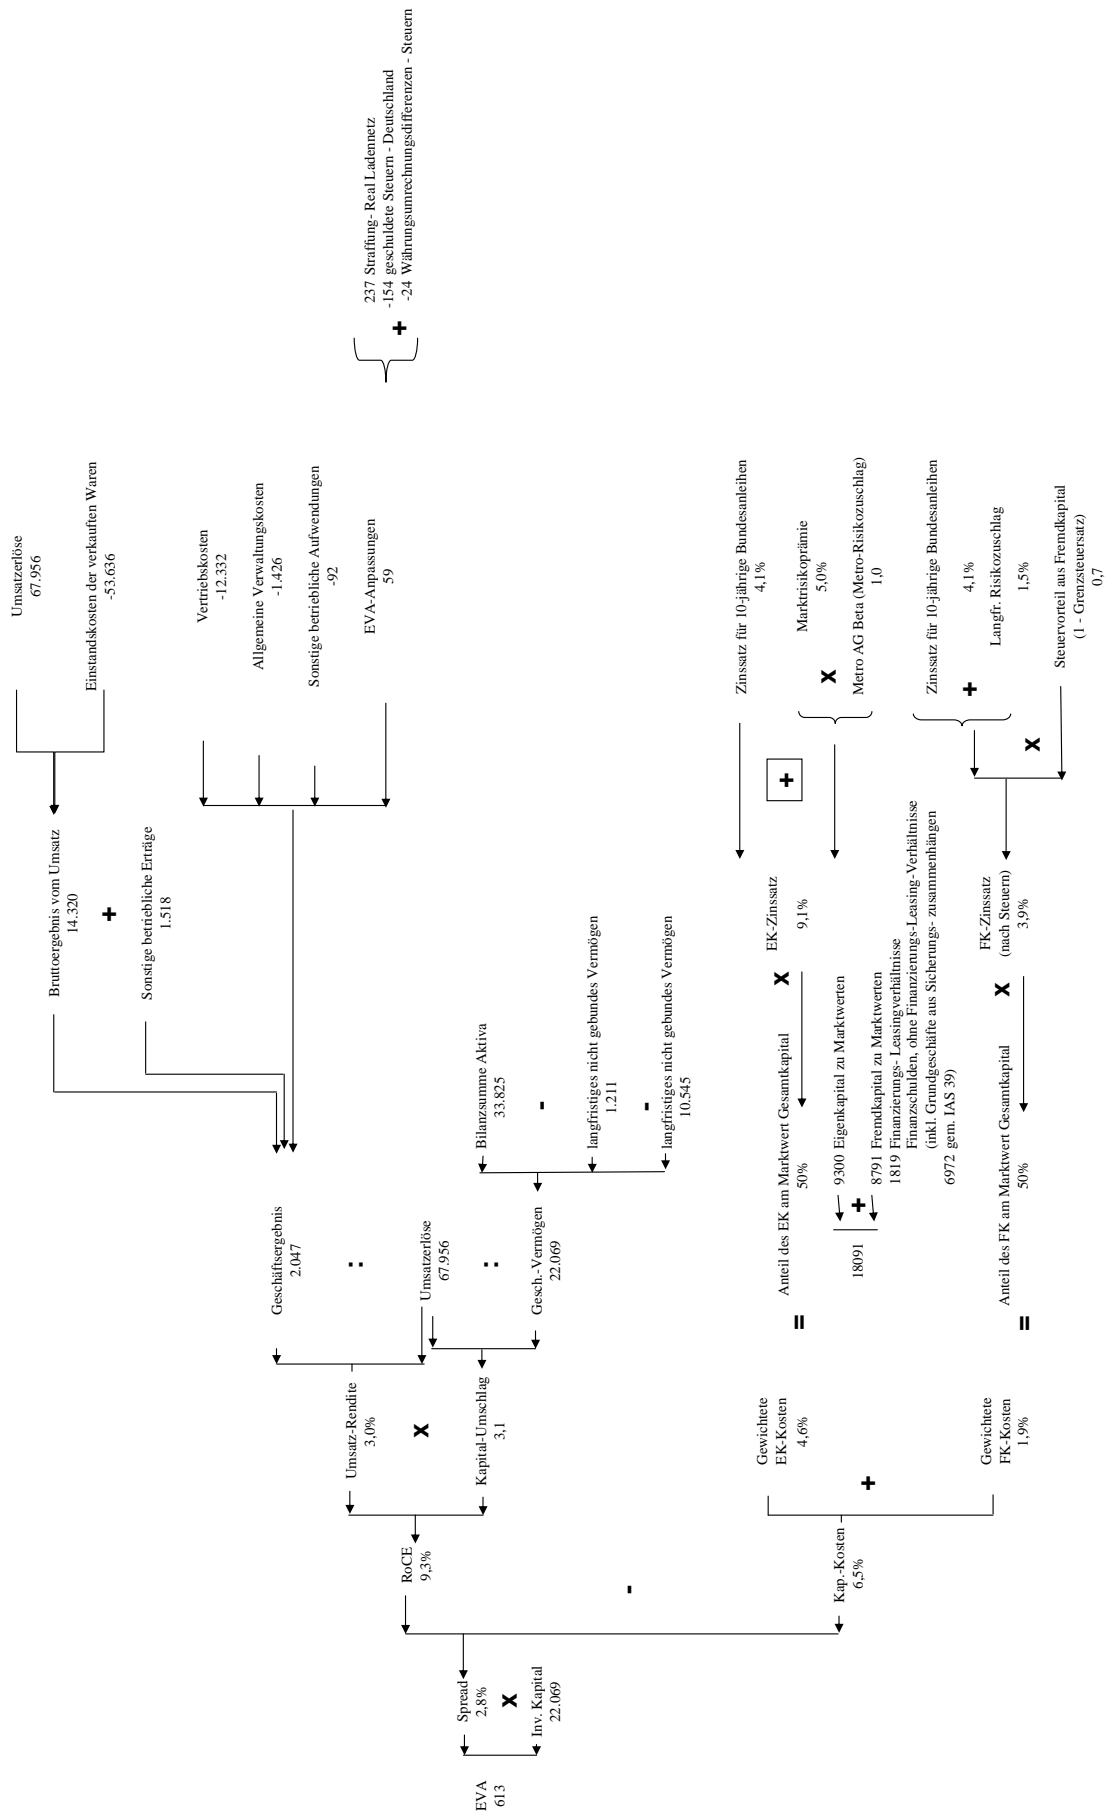 EVA
613
Spread
2,8%
x
Inv. Kapital
22.069
RoCE
9,3%
-
Kap.-Kosten
6,5%
Umsatz-Rendite
3,0%
x
Kapital-Umschlag
3,1
Gewichtete
EK-Kosten
4,6%
+
Gewichtete
FK-Kosten
1,9%
Geschäftsergebnis
2.047
:
Umsatzerlöse
67.956
:
Gesch.-Vermögen
22.069
=
Anteil des EK am Marktwert Gesamtkapital
50%
18091
+
9300 Eigenkapital zu Marktwerten
8791 Fremdkapital zu Marktwerten
1819 Finanzierungs- Leasingverhältnisse
Finanzschulden, ohne Finanzierungs-Leasing-Verhältnisse
(inkl. Grundgeschäfte aus Sicherungs- zusammenhängen
6972 gem. IAS 39)
=
Anteil des FK am Marktwert Gesamtkapital
50%
Bilanzsumme Aktiva
33.825
-
langfristiges nicht gebundes Vermögen
1.211
-
langfristiges nicht gebundes Vermögen
10.545
Bruttoergebnis vom Umsatz
14.320
+
Sonstige betriebliche Erträge
1.518
x
EK-Zinssatz
9,1%
x
FK-Zinssatz
(nach Steuern)
3,9%
Umsatzerlöse
67.956
Einstandskosten der verkauften Waren
-53.636
Vertriebskosten
-12.332
Allgemeine Verwaltungskosten
-1.426
Sonstige betriebliche Aufwendungen
-92
EVA-Anpassungen
59
+
237 Straffung- Real Ladennetz
-154 geschuldete Steuern - Deutschland
-24 Währungsumrechnungsdifferenzen - Steuern
Zinssatz für 10-jährige Bundesanleihen
4,1%
+
Marktrisikoprämie
5,0%
x
Metro AG Beta (Metro-Risikozuschlag)
1,0
Zinssatz für 10-jährige Bundesanleihen
4,1%
+
Langfr. Risikozuschlag
1,5%
x
Steuervorteil aus Fremdkapital
(1 - Grenzsteuersatz)
0,7